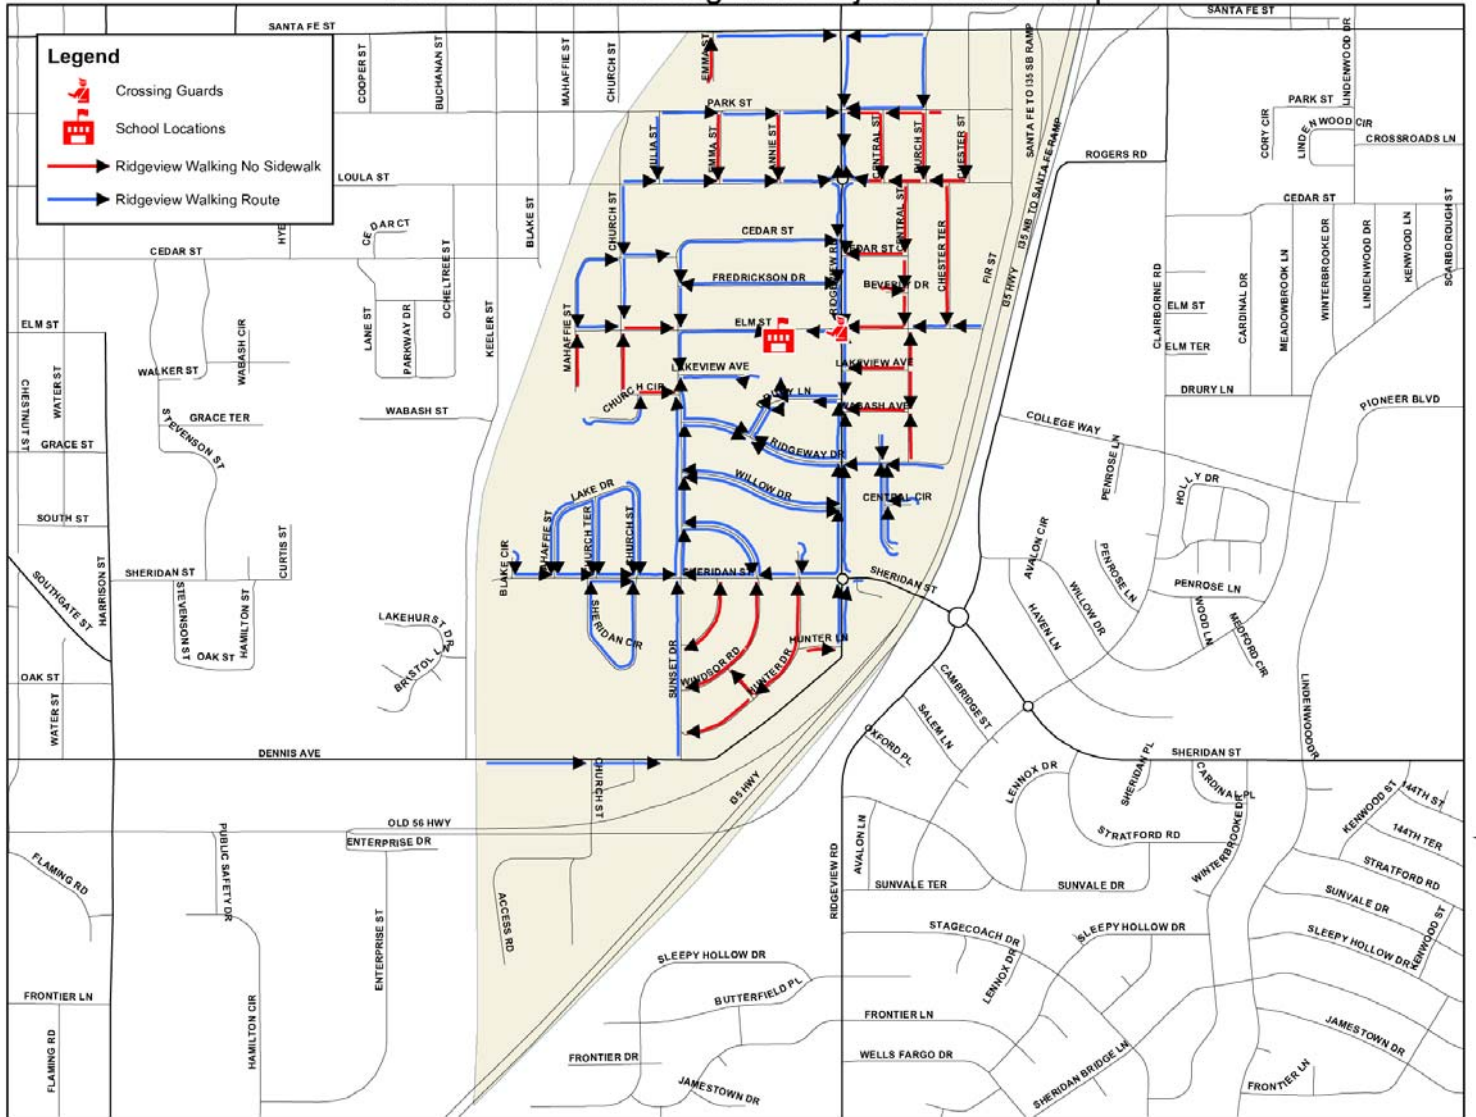 SANTA FE ST
SANTA FE ST
Legend
Crossing Guards
School Locations
Ridgeview Walking No Sidewalk
Ridgeview Walking Route
COOPER ST
BUCHANAN ST
MAHAFFIE ST
CHURCH ST
EMMA ST
SANTA FE TO I35 SB RAMP
I35 NB TO SANTA FE RAMP
LINDENWOOD DR
PARK ST
PARK ST
CORY CIR
LINDENWOOD CIR
CROSSROADS LN
JULIA ST
EMMA ST
ANNIE ST
CENTRAL ST
BURCH ST
CHESTER ST
ROGERS RD
LOULA ST
CEDAR ST
BLAKE ST
CHURCH ST
CEDAR CT
CEDAR ST
CEDAR ST
CEDAR ST
CENTRAL ST
RIDGEVIEW RD
CHESTER TER
FIR ST
I35 HWY
OCHELTREE ST
FREDRICKSON DR
BEVERLY DR
CLAIRBORNE RD
ELM ST
CARDINAL DR
MEADOWBROOK LN
WINTERBROOKE DR
LINDENWOOD DR
KENWOOD LN
SCARBOROUGH ST
ELM ST
ELM ST
LANE ST
PARKWAY DR
KEELER ST
MAHAFFIE ST
ELM TER
WABASH CIR
WALKER ST
LAKEVIEW AVE
LAKEVIEW AVE
CHESTNUT ST
WATER ST
CHURCH CIR
DRURY LN
DRURY LN
WABASH ST
WABASH AVE
GRACE TER
STEVENSON ST
GRACE ST
COLLEGE WAY
PIONEER BLVD
RIDGEWAY DR
PENROSE LN
WILLOW DR
HOLLY DR
LAKE DR
CENTRAL CIR
SOUTH ST
MAHAFFIE ST
CHURCH TER
CHURCH ST
CURTIS ST
BLAKE CIR
AVALON CIR
PENROSE LN
SHERIDAN ST
SHERIDAN ST
SHERIDAN ST
PENROSE LN
SOUTHGATE ST
HARRISON ST
STEVENSON ST
HAMILTON ST
LAKEHURST DR
SHERIDAN CIR
HUNTER LN
HAVEN LN
WILLOW DR
WOOD LN
MEDFORD CIR
OAK ST
OAK ST
BRISTOL LN
SUNSET DR
WINDSOR RD
HUNTER DR
CAMBRIDGE ST
SALEM LN
OXFORD PL
WATER ST
LINDENWOOD DR
DENNIS AVE
CHURCH ST
I35 HWY
SHERIDAN ST
LENNOX DR
SHERIDAN PL
CARDINAL PL
KENWOOD ST
144TH ST
OLD 56 HWY
ENTERPRISE DR
PUBLIC SAFETY DR
AVALON LN
STRATFORD RD
WINTERBROOKE DR
144TH TER
STRATFORD RD
FLAMING RD
RIDGEVIEW RD
SUNVALE TER
SUNVALE DR
SUNVALE DR
ACCESS RD
ENTERPRISE ST
STAGECOACH DR
SLEEPY HOLLOW DR
SLEEPY HOLLOW DR
KENWOOD ST
SLEEPY HOLLOW DR
LENNOX DR
BUTTERFIELD PL
FRONTIER LN
HAMILTON CIR
FLAMING RD
FRONTIER LN
JAMESTOWN DR
FRONTIER DR
WELLS FARGO DR
SHERIDAN BRIDGE LN
FRONTIER LN
JAMESTOWN DR